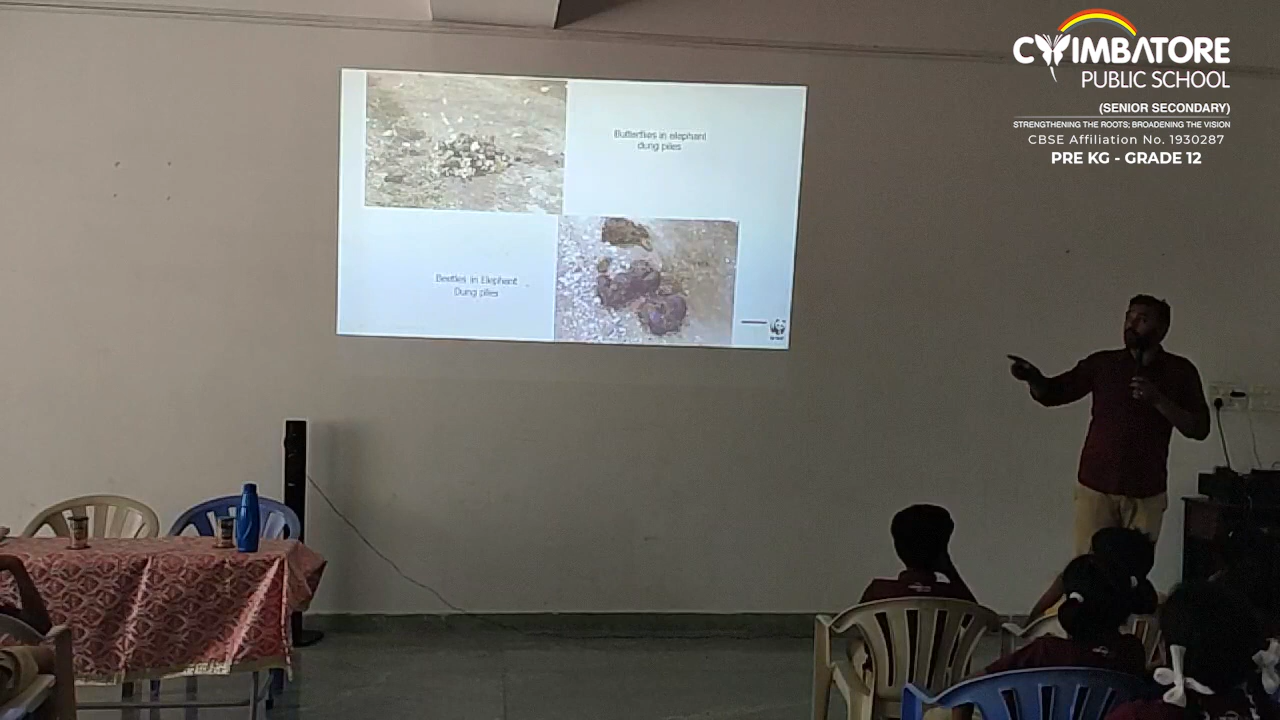 COIMBATORE
PUBLIC SCHOOL
(SENIOR SECONDARY)
STRENGTHENING THE ROOTS; BROADENING THE VISION
CBSE Affiliation No. 1930287
PRE KG - GRADE 12
Butterflies in elephant
dung piles
Beetles in Elephant
Dung piles